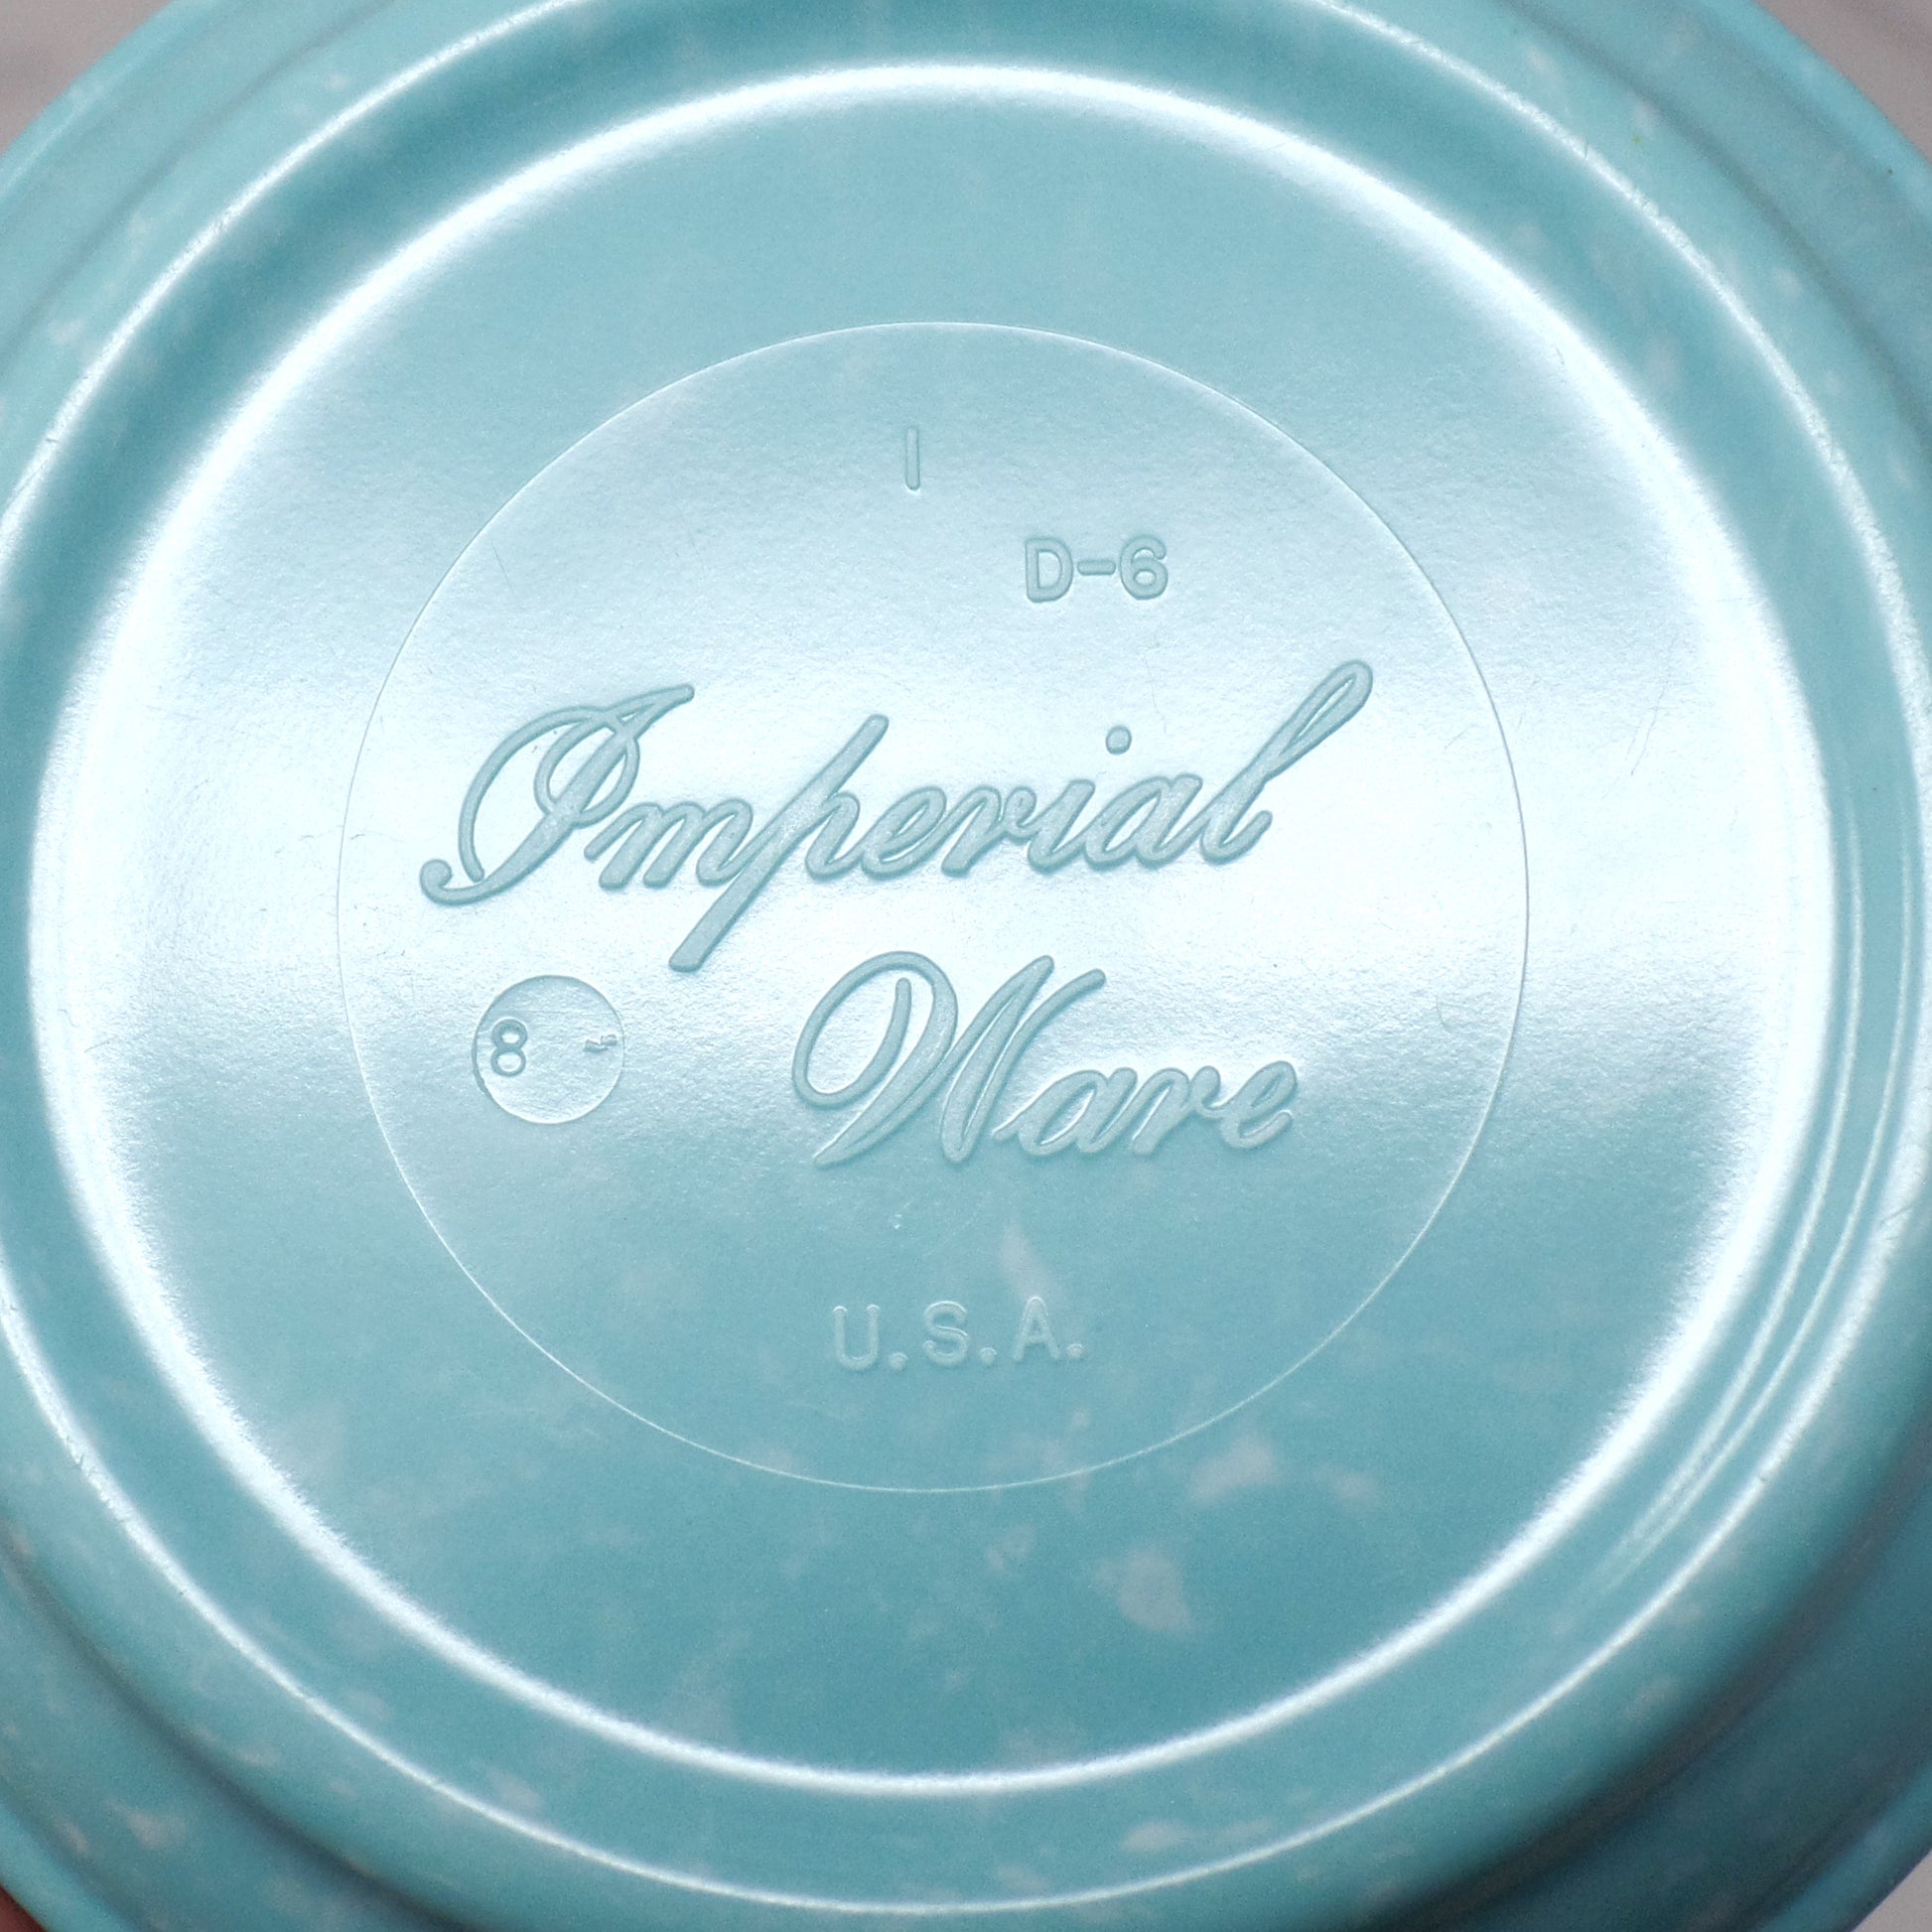 I
D-6
Imperial
8
Ware
U.S.A.